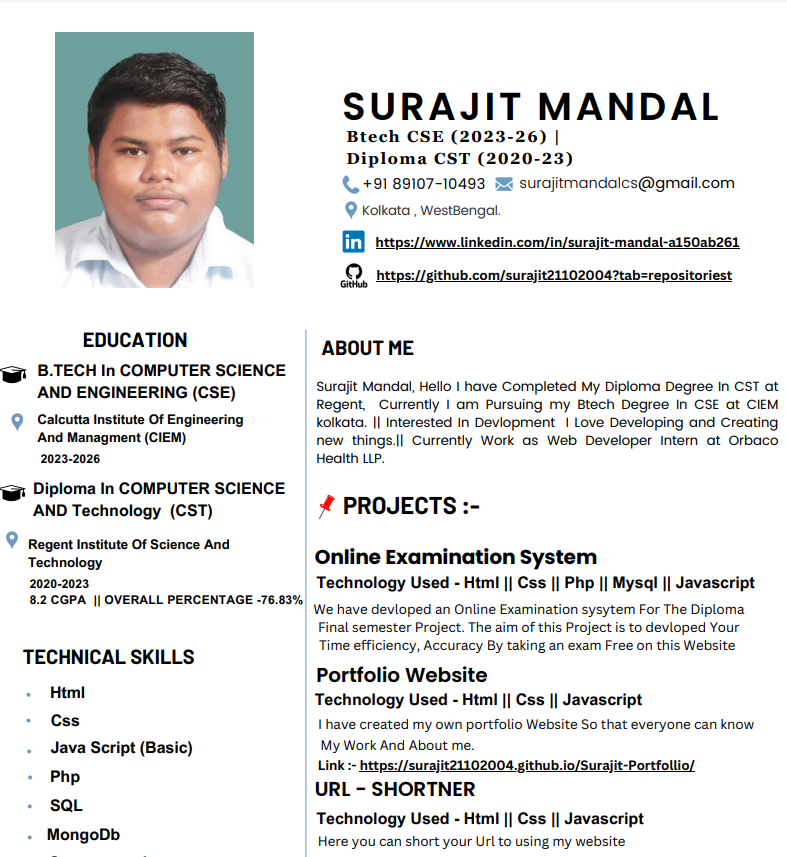 SURAJIT MANDAL
Btech CSE (2023-26) |
Diploma CST (2020-23)
+91 89107-10493 surajitmandalcs@gmail.com
Kolkata , WestBengal.
in https://www.linkedin.com/in/surajit-mandal-a150ab261
GitHub https://github.com/surajit21102004?tab=repositoriest
EDUCATION
B.TECH In COMPUTER SCIENCE
AND ENGINEERING (CSE)
Calcutta Institute Of Engineering
And Managment (CIEM)
2023-2026
Diploma In COMPUTER SCIENCE
AND Technology (CST)
Regent Institute Of Science And
Technology
2020-2023
8.2 CGPA || OVERALL PERCENTAGE -76.83%
TECHNICAL SKILLS
• Html
• Css
• Java Script (Basic)
• Php
• SQL
• MongoDb
ABOUT ME
Surajit Mandal, Hello I have Completed My Diploma Degree In CST at
Regent, Currently I am Pursuing my Btech Degree In CSE at CIEM
kolkata. || Interested In Devlopment I Love Developing and Creating
new things.|| Currently Work as Web Developer Intern at Orbaco
Health LLP.
PROJECTS :-
Online Examination System
Technology Used - Html || Css || Php || Mysql || Javascript
We have devloped an Online Examination sysytem For The Diploma
Final semester Project. The aim of this Project is to devloped Your
Time efficiency, Accuracy By taking an exam Free on this Website
Portfolio Website
Technology Used - Html || Css || Javascript
I have created my own portfolio Website So that everyone can know
My Work And About me.
Link :- https://surajit21102004.github.io/Surajit-Portfollio/
URL - SHORTNER
Technology Used - Html || Css || Javascript
Here you can short your Url to using my website